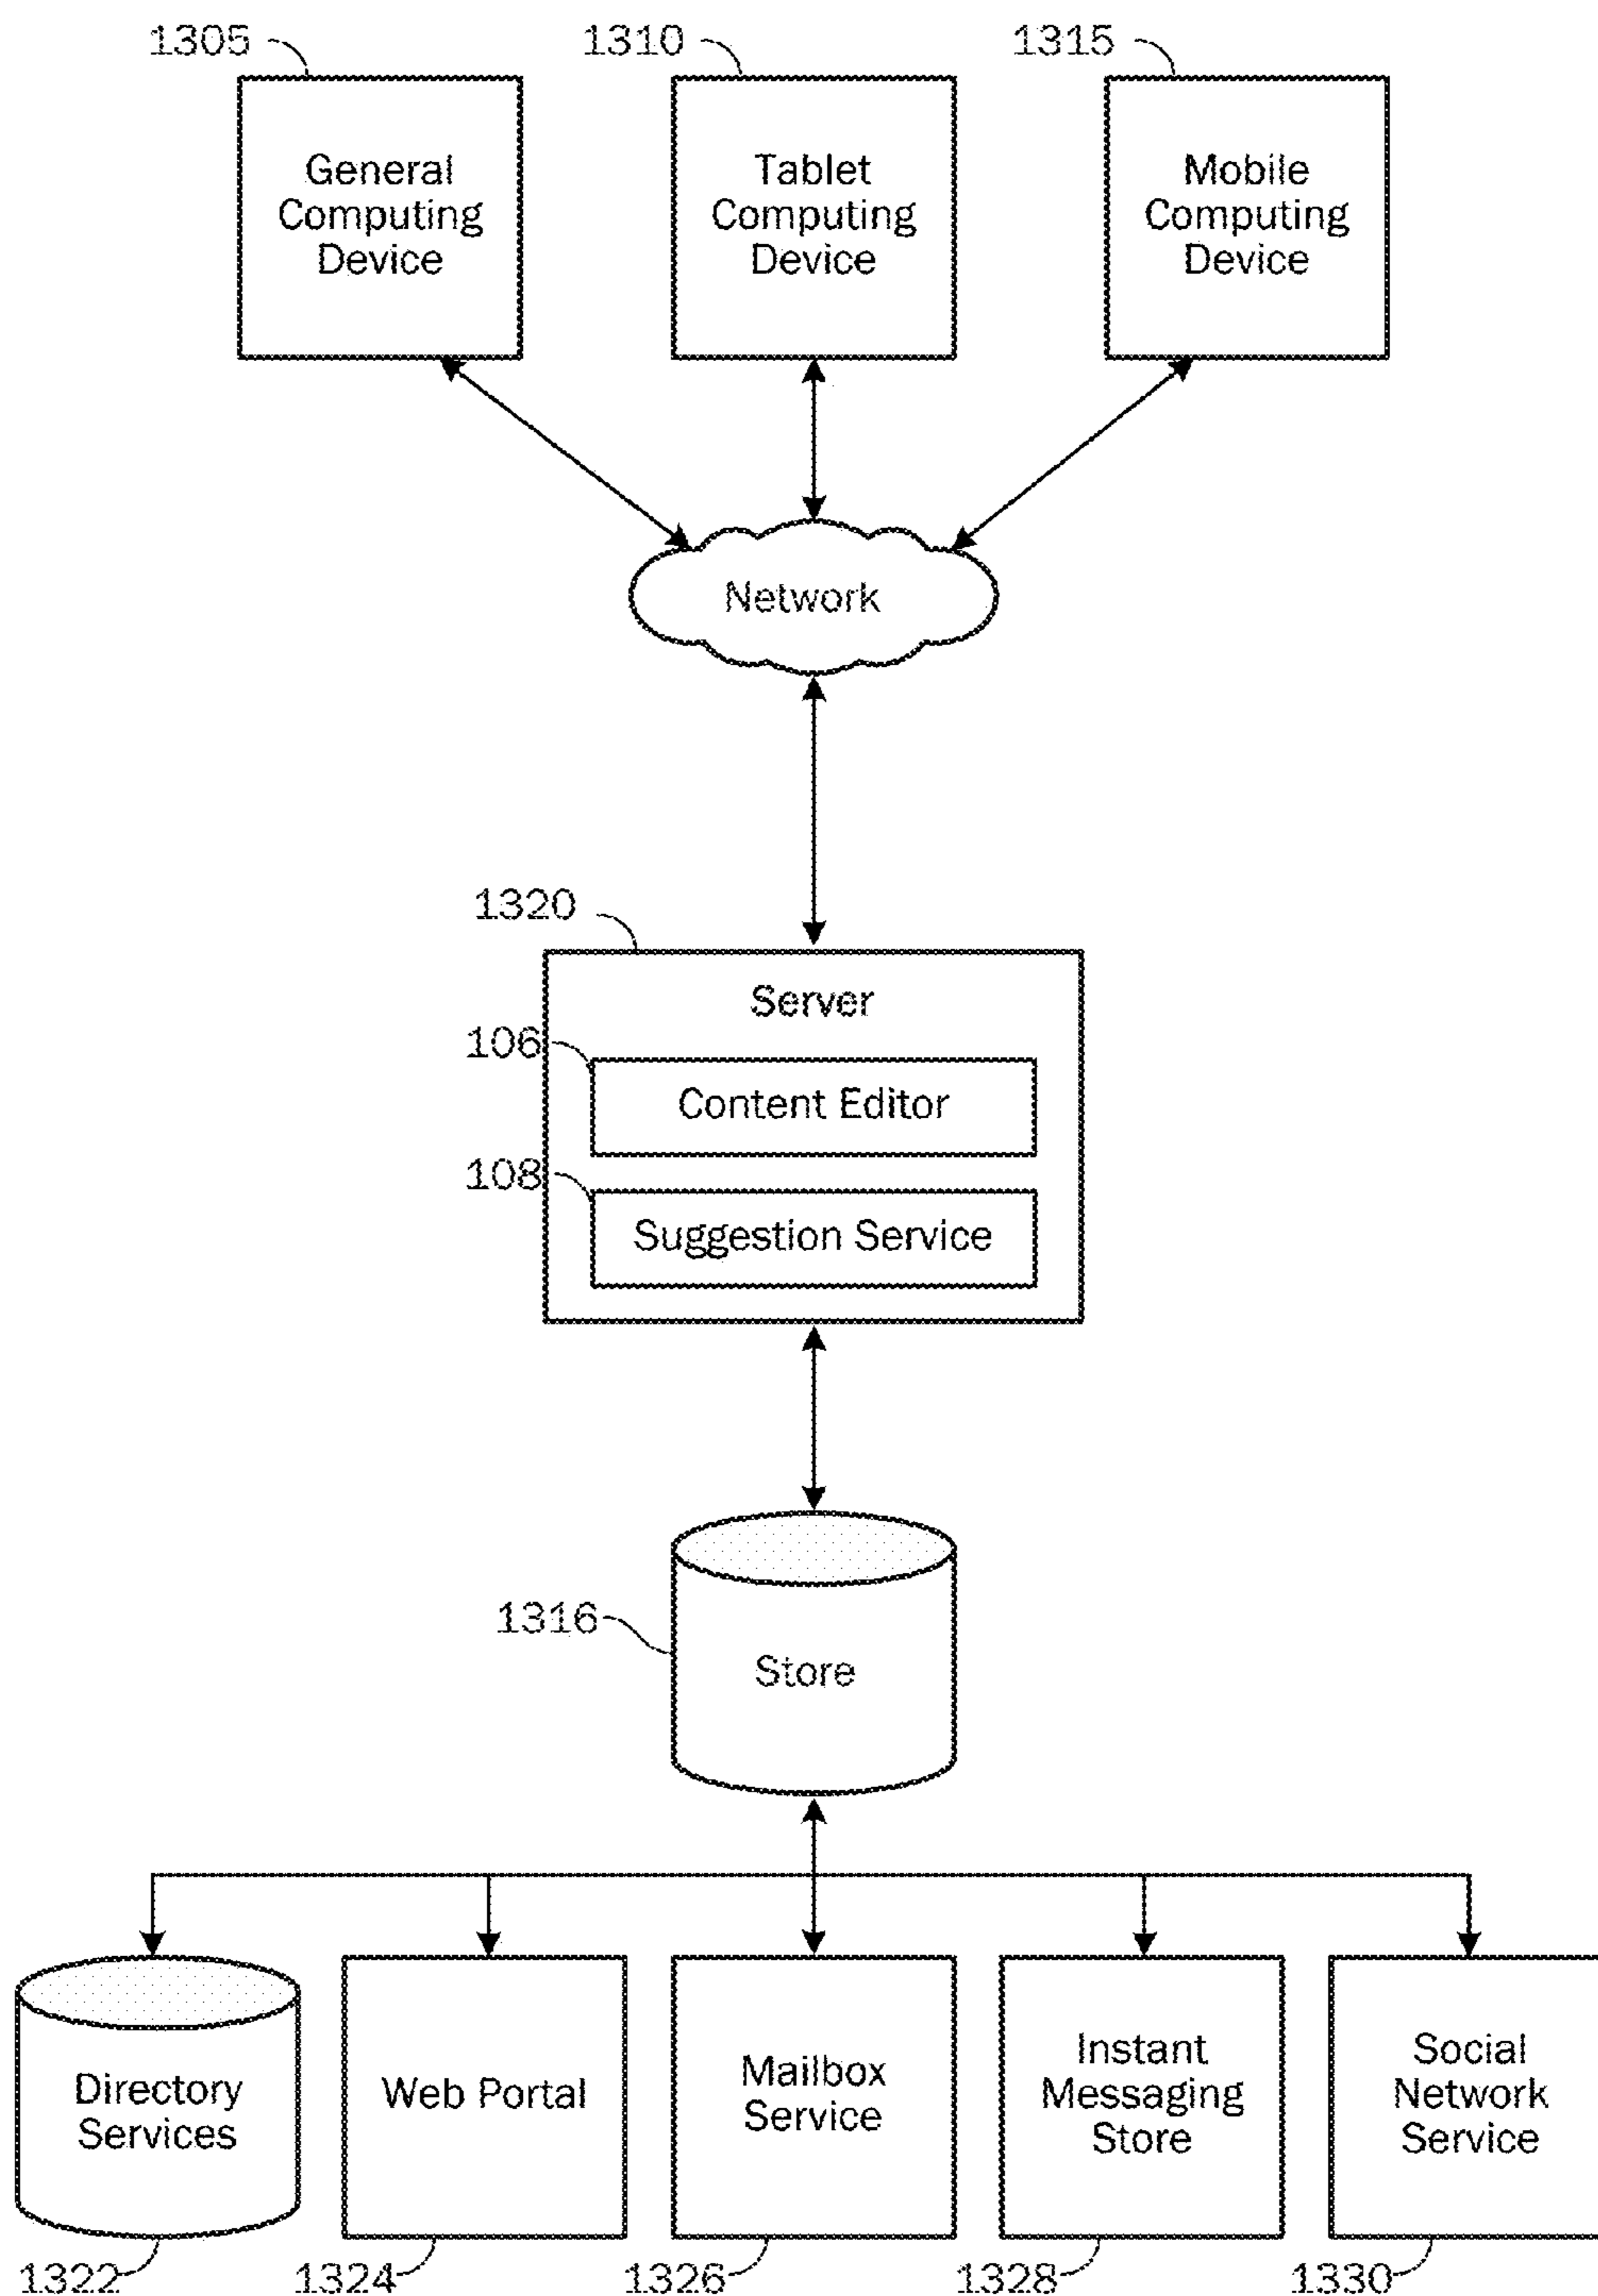 1305
1310
1315
General
Computing
Device
Tablet
Computing
Device
Mobile
Computing
Device
Network
1320
Server
106
Content Editor
108
Suggestion Service
1316
Store
Directory
Services
Web Portal
Mailbox
Service
Instant
Messaging
Store
Social
Network
Service
1322
1324
1326
1328
1330